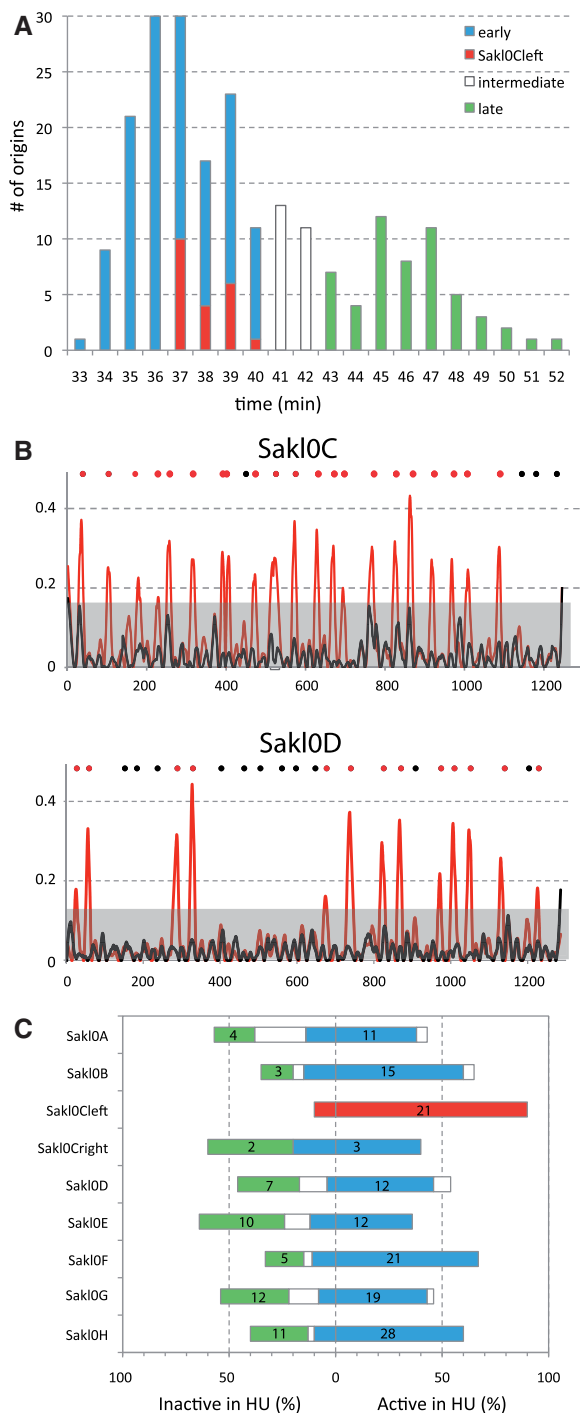 A
30
25
20
15
10
5
0
# of origins
early
Sakl0Cleft
intermediate
late
33 34 35 36 37 38 39 40 41 42 43 44 45 46 47 48 49 50 51 52
time (min)
B
Sakl0C
0.4
0.2
0
0 200 400 600 800 1000 1200
Sakl0D
0.4
0.2
0
0 200 400 600 800 1000 1200
C
Sakl0A 4 11
Sakl0B 3 15
Sakl0Cleft 21
Sakl0Cright 2 3
Sakl0D 7 12
Sakl0E 10 12
Sakl0F 5 21
Sakl0G 12 19
Sakl0H 11 28
100 50 0 50 100
Inactive in HU (%) Active in HU (%)